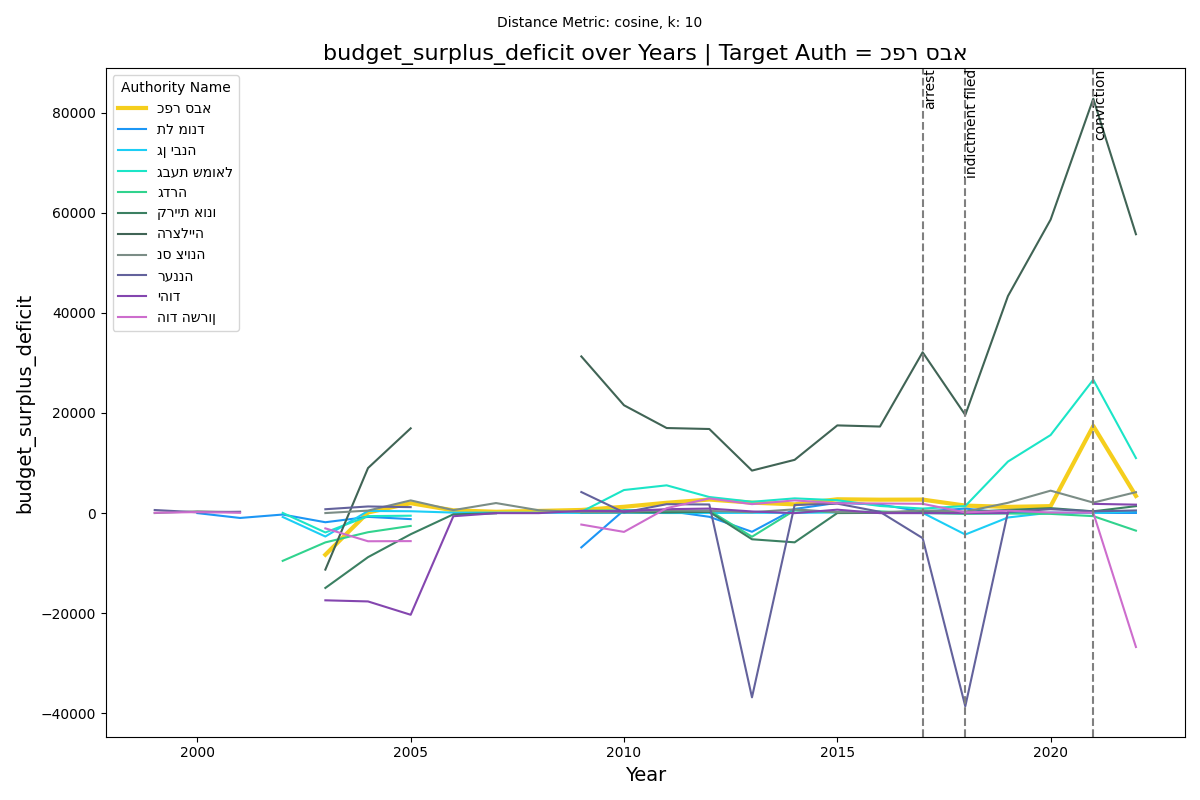 Distance Metric: cosine, k: 10
budget_surplus_deficit over Years | Target Auth = כפר סבא
Authority Name
כפר סבא
תל מונד
גן יבנה
גבעת שמואל
גדרה
קריית אונו
הרצלייה
נס ציונה
רעננה
יהוד
הוד השרון
arrest
indictment filed
conviction
budget_surplus_deficit
80000
60000
40000
20000
0
−20000
−40000
2000
2005
2010
2015
2020
Year